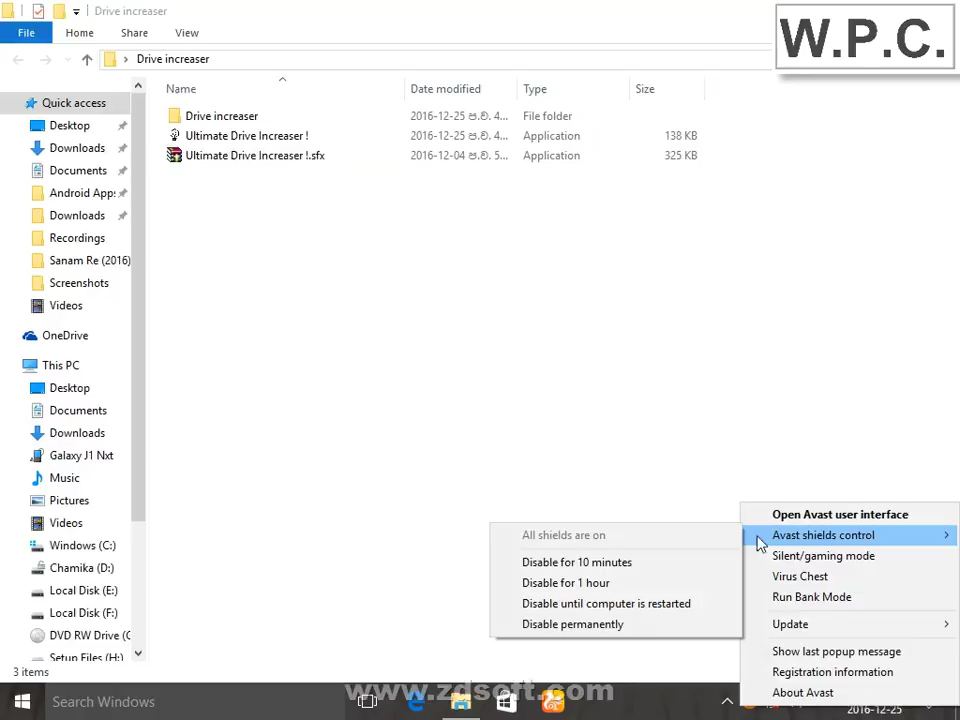 Drive increaser
File Home Share View
Drive increaser
W.P.C.
Name Date modified Type Size
Quick access
Desktop
Downloads
Documents
Android Apps
Downloads
Recordings
Sanam Re (2016)
Screenshots
Videos
OneDrive
This PC
Desktop
Documents
Downloads
Galaxy J1 Nxt
Music
Pictures
Videos
Windows (C:)
Chamika (D:)
Local Disk (E:)
Local Disk (F:)
DVD RW Drive (
Setup Files (H:)
Drive increaser 2016-12-25 ප.ව. 4... File folder
Ultimate Drive Increaser ! 2016-12-25 ප.ව. 4... Application 138 KB
Ultimate Drive Increaser !.sfx 2016-12-04 ප.ව. 5... Application 325 KB
All shields are on
Disable for 10 minutes
Disable for 1 hour
Disable until computer is restarted
Disable permanently
Open Avast user interface
Avast shields control
Silent/gaming mode
Virus Chest
Run Bank Mode
Update
Show last popup message
Registration information
About Avast
3 items
Search Windows
www.zdsoft.com
2016-12-25